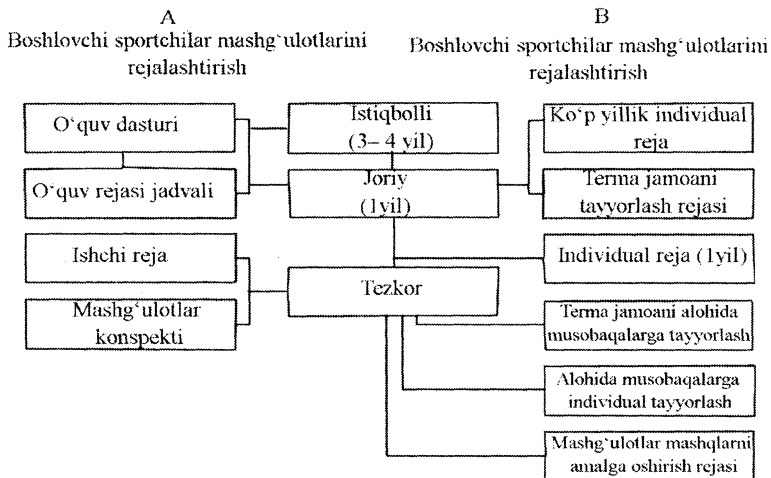 A
Boshlovchi sportchilar mashg‘ulotlarini
rejalashtirish
B
Boshlovchi sportchilar mashg‘ulotlarini
rejalashtirish
O‘quv dasturi
O‘quv rejasi jadvali
Ishchi reja
Mashg‘ulotlar
konspekti
Istiqbolli
(3– 4 yil)
Joriy
(1yil)
Tezkor
Ko‘p yillik individual
reja
Terma jamoani
tayyorlash rejasi
Individual reja (1yil)
Terma jamoani alohida
musobaqalarga tayyorlash
Alohida musobaqalarga
individual tayyorlash
Mashg‘ulotlar mashqlarni
amalga oshirish rejasi